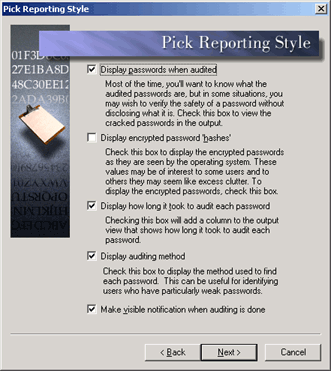 Pick Reporting Style
Pick Reporting Style
Display passwords when audited
Most of the time, you'll want to know what the
audited passwords are, but in some situations, you
may wish to verify the safety of a password without
disclosing what it is. Check this box to view the
cracked passwords in the output.
Display encrypted password 'hashes'
Check this box to display the encrypted passwords
as they are seen by the operating system. These
values may be of interest to some users and to
others they may seem like excess clutter. To
display the encrypted passwords, check this box.
Display how long it took to audit each password
Checking this box will add a column to the output
view that shows how long it took to audit each
password.
Display auditing method
Check this box to display the method used to find
each password. This can be useful for identifying
users who have particularly weak passwords.
Make visible notification when auditing is done
< Back
Next >
Cancel